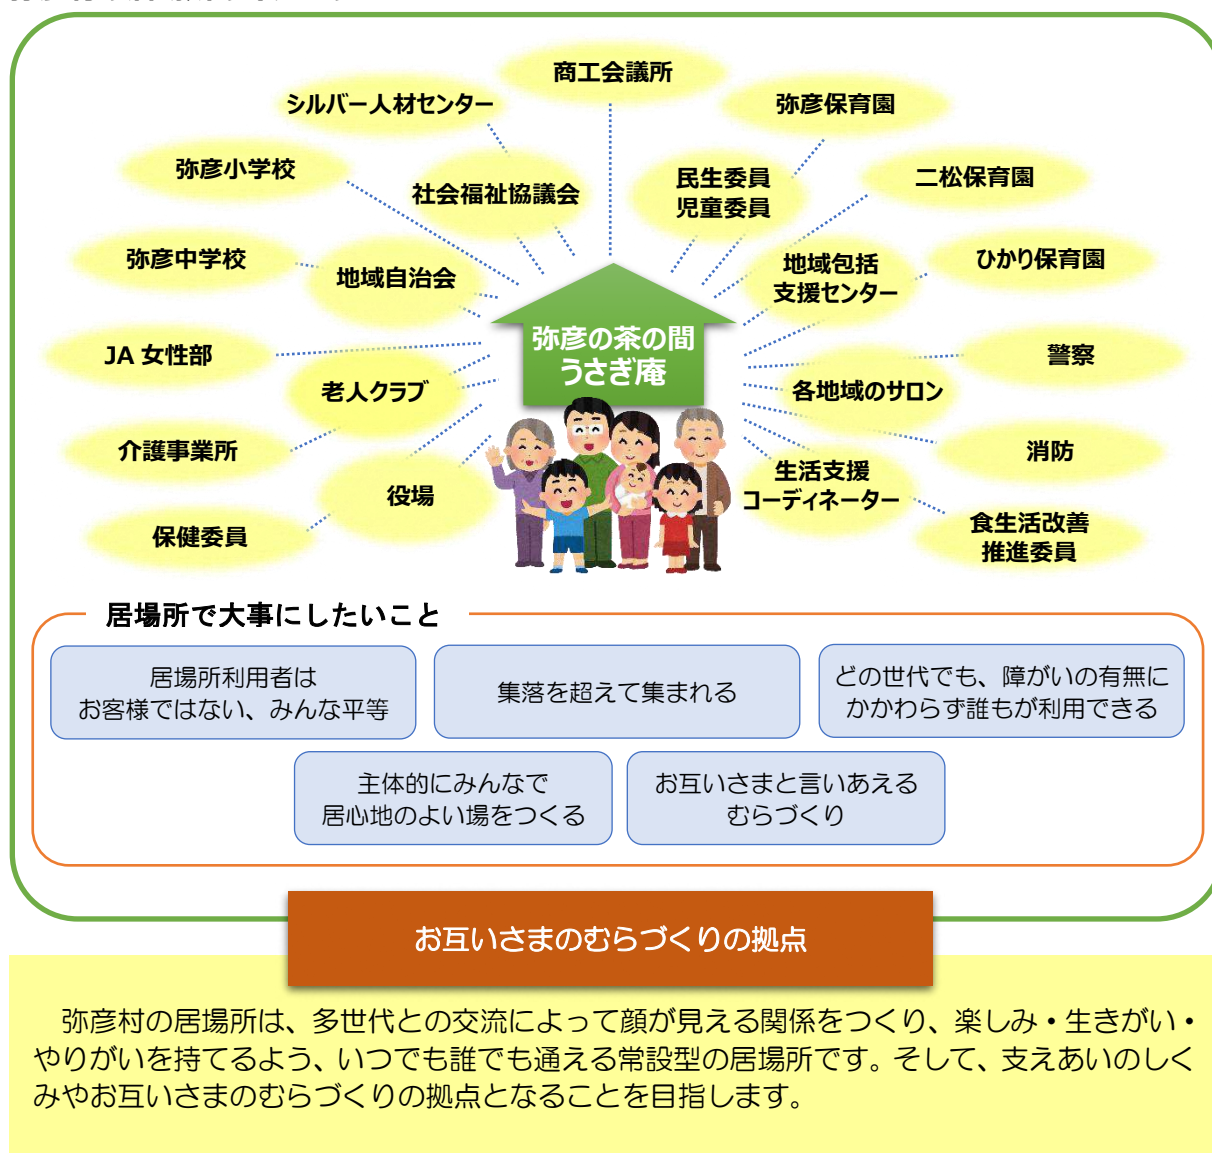 商工会議所
シルバー人材センター
弥彦保育園
弥彦小学校
社会福祉協議会
民生委員
児童委員
二松保育園
弥彦中学校
地域自治会
地域包括
支援センター
ひかり保育園
弥彦の茶の間
うさぎ庵
JA 女性部
老人クラブ
各地域のサロン
警察
介護事業所
役場
生活支援
コーディネーター
消防
保健委員
食生活改善
推進委員
居場所で大事にしたいこと
居場所利用者は
お客様ではない、みんな平等
集落を超えて集まれる
どの世代でも、障がいの有無に
かかわらず誰もが利用できる
主体的にみんなで
居心地のよい場をつくる
お互いさまと言いあえる
むらづくり
お互いさまのむらづくりの拠点
弥彦村の居場所は、多世代との交流によって顔が見える関係をつくり、楽しみ・生きがい・
やりがいを持てるよう、いつでも誰でも通える常設型の居場所です。そして、支えあいのしく
みやお互いさまのむらづくりの拠点となることを目指します。